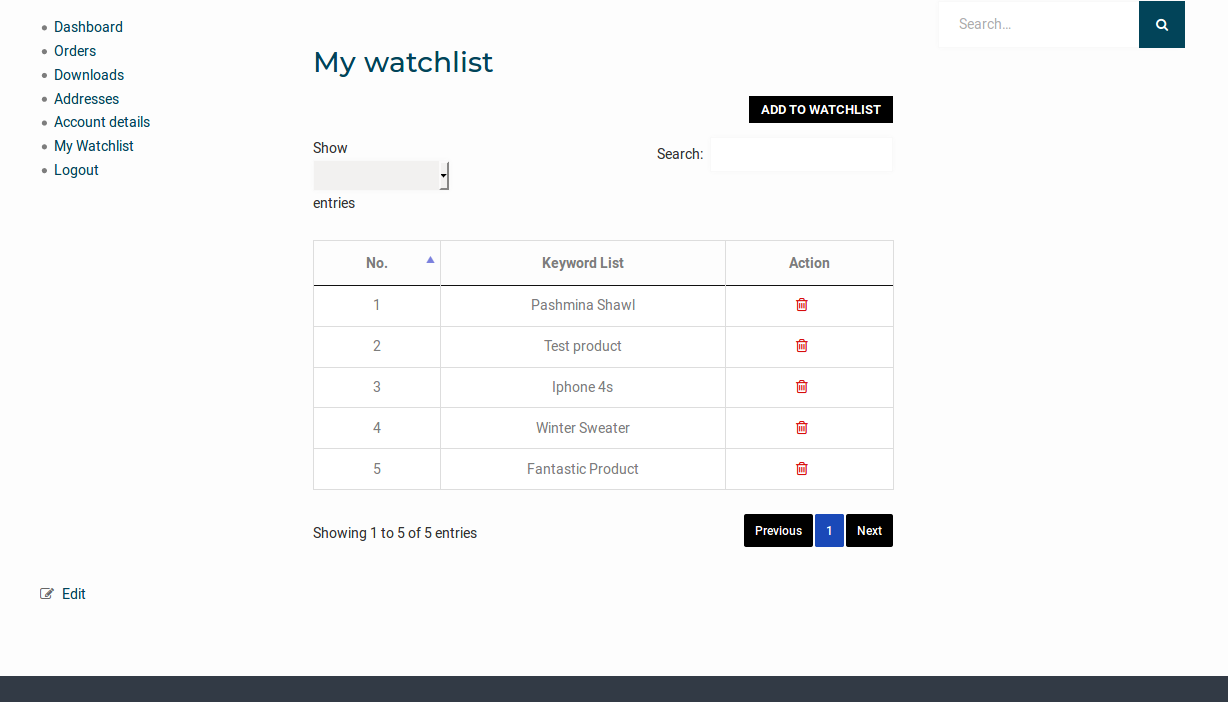 Dashboard
Orders
Downloads
Addresses
Account details
My Watchlist
Logout
Search...
My watchlist
ADD TO WATCHLIST
Show
entries
Search:
No. Keyword List Action
1 Pashmina Shawl
2 Test product
3 Iphone 4s
4 Winter Sweater
5 Fantastic Product
Showing 1 to 5 of 5 entries
Previous 1 Next
Edit